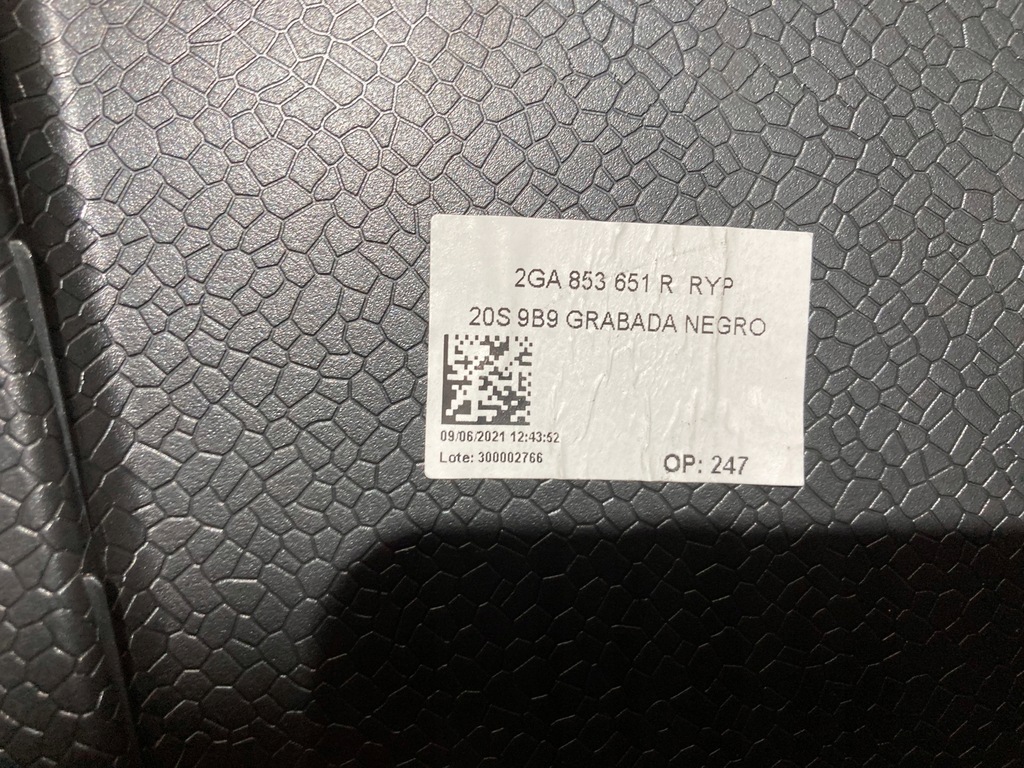 2GA 853 651 R RYP
20S 9B9 GRABADA NEGRO
09/06/2021 12:43:52
Lote: 300002766
OP: 247